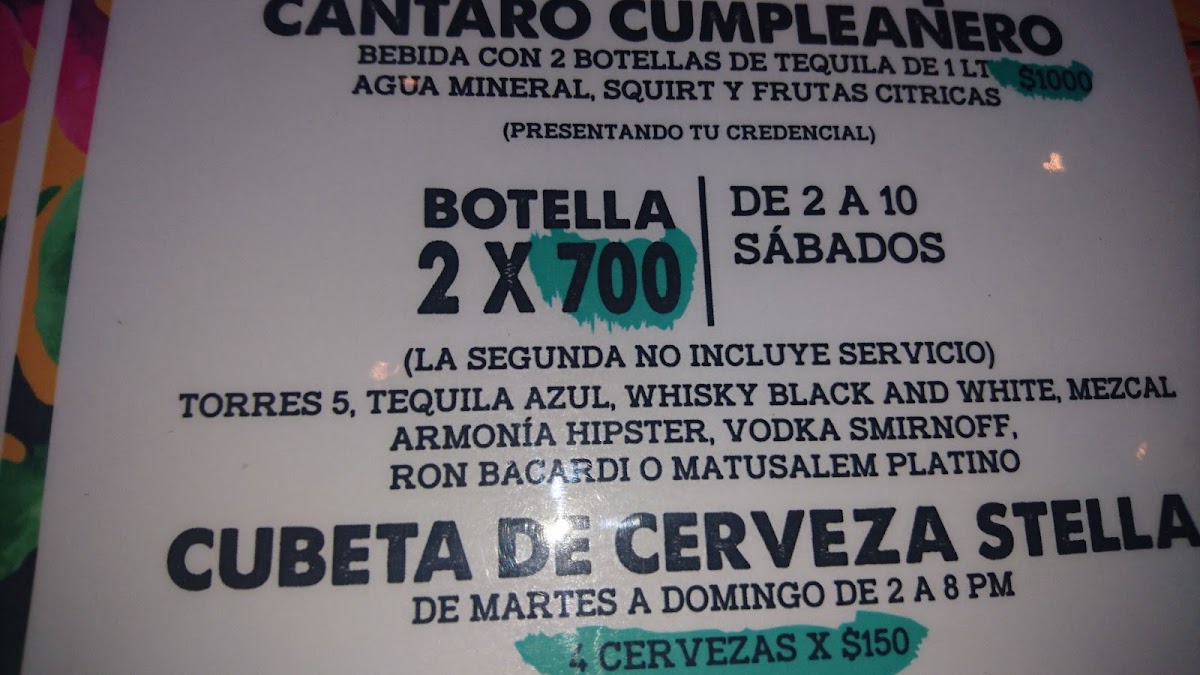 CANTARO CUMPLEAÑERO
BEBIDA CON 2 BOTELLAS DE TEQUILA DE 1 LT $1000
AGUA MINERAL, SQUIRT Y FRUTAS CITRICAS
(PRESENTANDO TU CREDENCIAL)
BOTELLA
2 X 700
DE 2 A 10
SÁBADOS
(LA SEGUNDA NO INCLUYE SERVICIO)
TORRES 5, TEQUILA AZUL, WHISKY BLACK AND WHITE, MEZCAL
ARMONÍA HIPSTER, VODKA SMIRNOFF,
RON BACARDI O MATUSALEM PLATINO
CUBETA DE CERVEZA STELLA
DE MARTES A DOMINGO DE 2 A 8 PM
4 CERVEZAS X $150